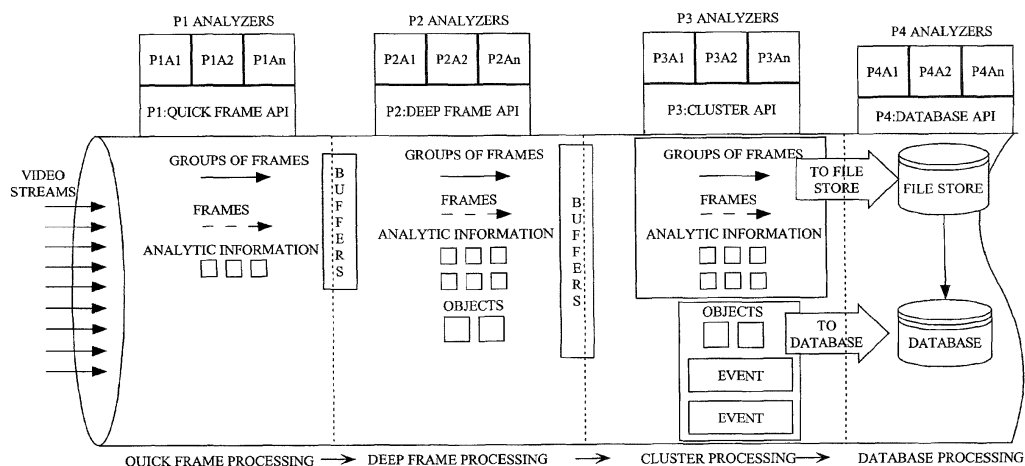 P1 ANALYZERS
P1A1 P1A2 P1An
P1:QUICK FRAME API
P2 ANALYZERS
P2A1 P2A2 P2An
P2:DEEP FRAME API
P3 ANALYZERS
P3A1 P3A2 P3An
P3:CLUSTER API
P4 ANALYZERS
P4A1 P4A2 P4An
P4:DATABASE API
VIDEO
STREAMS
GROUPS OF FRAMES
FRAMES
ANALYTIC INFORMATION
BUFFERS
GROUPS OF FRAMES
FRAMES
ANALYTIC INFORMATION
OBJECTS
BUFFERS
GROUPS OF FRAMES
FRAMES
ANALYTIC INFORMATION
OBJECTS
EVENT
EVENT
TO FILE
STORE
FILE STORE
TO
DATABASE
DATABASE
QUICK FRAME PROCESSING
DEEP FRAME PROCESSING
CLUSTER PROCESSING
DATABASE PROCESSING